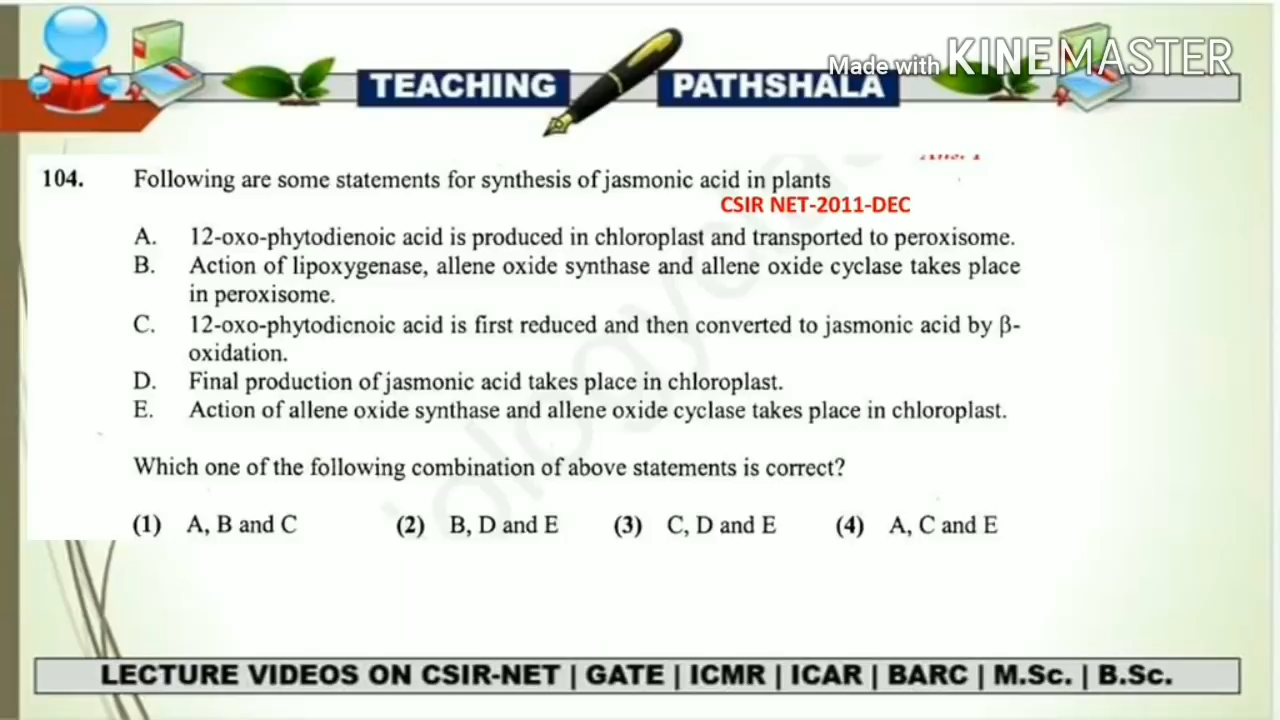 Made with KINEMASTER
TEACHING PATHSHALA
104. Following are some statements for synthesis of jasmonic acid in plants
CSIR NET-2011-DEC
A. 12-oxo-phytodienoic acid is produced in chloroplast and transported to peroxisome.
B. Action of lipoxygenase, allene oxide synthase and allene oxide cyclase takes place
in peroxisome.
C. 12-oxo-phytodicnoic acid is first reduced and then converted to jasmonic acid by β-
oxidation.
D. Final production of jasmonic acid takes place in chloroplast.
E. Action of allene oxide synthase and allene oxide cyclase takes place in chloroplast.
Which one of the following combination of above statements is correct?
(1) A, B and C (2) B, D and E (3) C, D and E (4) A, C and E
LECTURE VIDEOS ON CSIR-NET | GATE | ICMR | ICAR | BARC | M.Sc. | B.Sc.